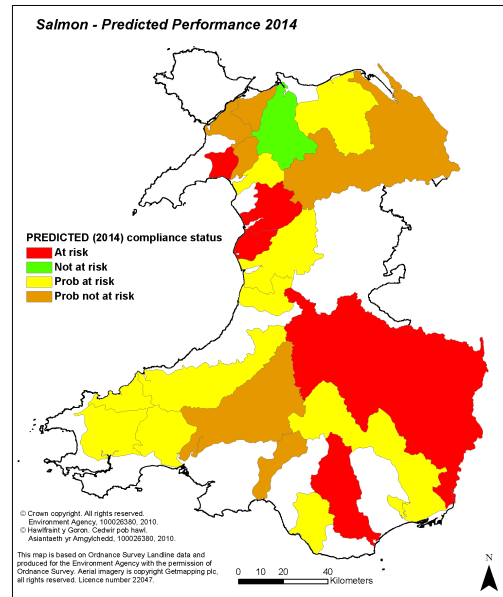 Salmon - Predicted Performance 2014
PREDICTED (2014) compliance status
At risk
Not at risk
Prob at risk
Prob not at risk
© Crown copyright. All rights reserved.
Environment Agency, 100026380, 2010.
© Hawlfraint y Goron. Cedwir pob hawl.
Asiantaeth yr Amgylchedd, 100026380, 2010.
This map is based on Ordnance Survey Landline data and
produced for the Environment Agency with the permission of
Ordnance Survey. Aerial imagery is copyright Getmapping plc,
all rights reserved. Licence number 22047.
0 10 20 40
Kilometers
N